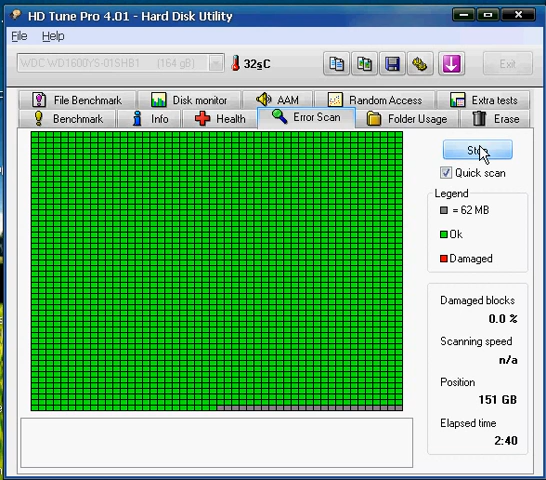 HD Tune Pro 4.01 - Hard Disk Utility
File Help
WDC WD1600YS-01SHB1 (164 gB)
32sC
Exit
File Benchmark Disk monitor AAM Random Access Extra tests
Benchmark Info Health Error Scan Folder Usage Erase
Quick scan
Legend
= 62 MB
Ok
Damaged
Damaged blocks
0.0 %
Scanning speed
n/a
Position
151 GB
Elapsed time
2:40